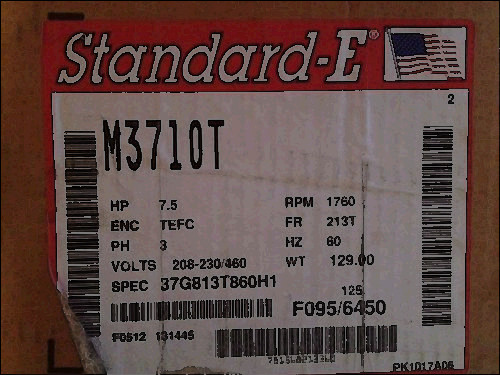 Standard-E®
2
M3710T
HP 7.5 RPM 1760
ENC TEFC FR 213T
PH 3 HZ 60
VOLTS 208-230/460 WT 129.00
SPEC 37G813T860H1
125
F095/6450
F0512 131445
PK1017A06